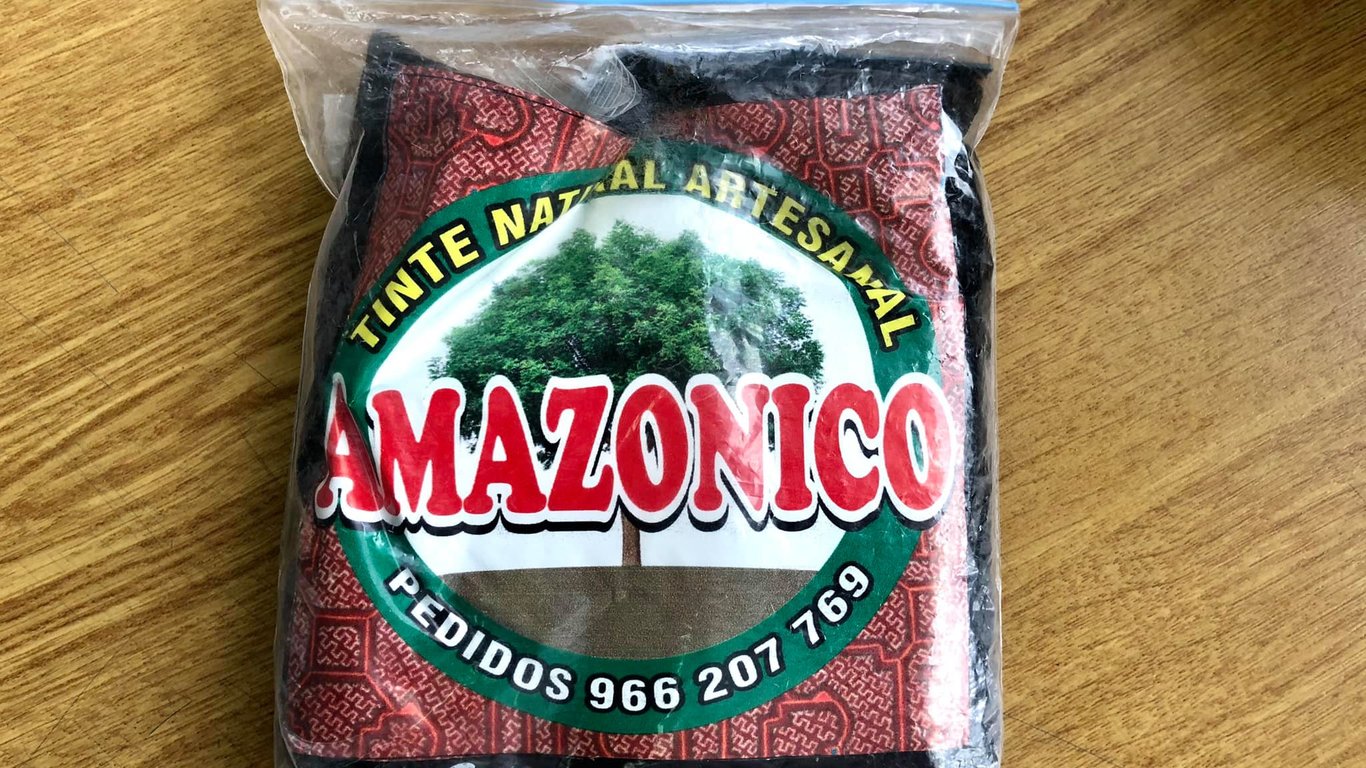 TINTE NATURAL ARTESANAL
AMAZONICO
PEDIDOS 966 207 769